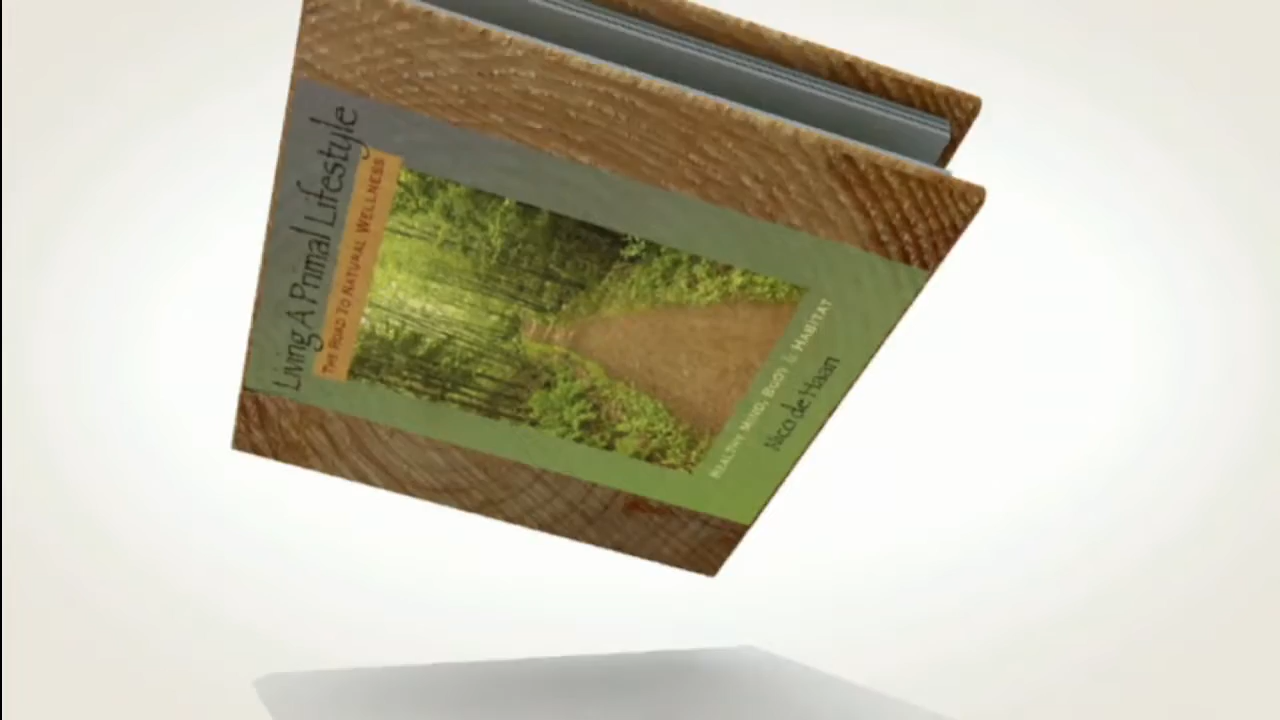 Living A Primal Lifestyle
THE ROAD TO NATURAL WELLNESS
HEALTHY MIND, BODY & HABITAT
Nico de Haan